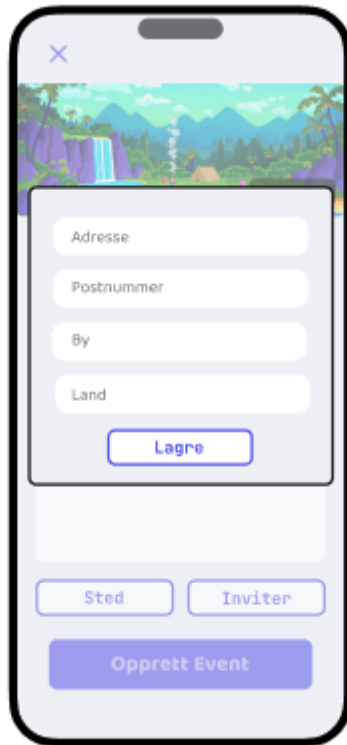 Adresse
Postnummer
By
Land
Lagre
Sted
Inviter
Opprett Event